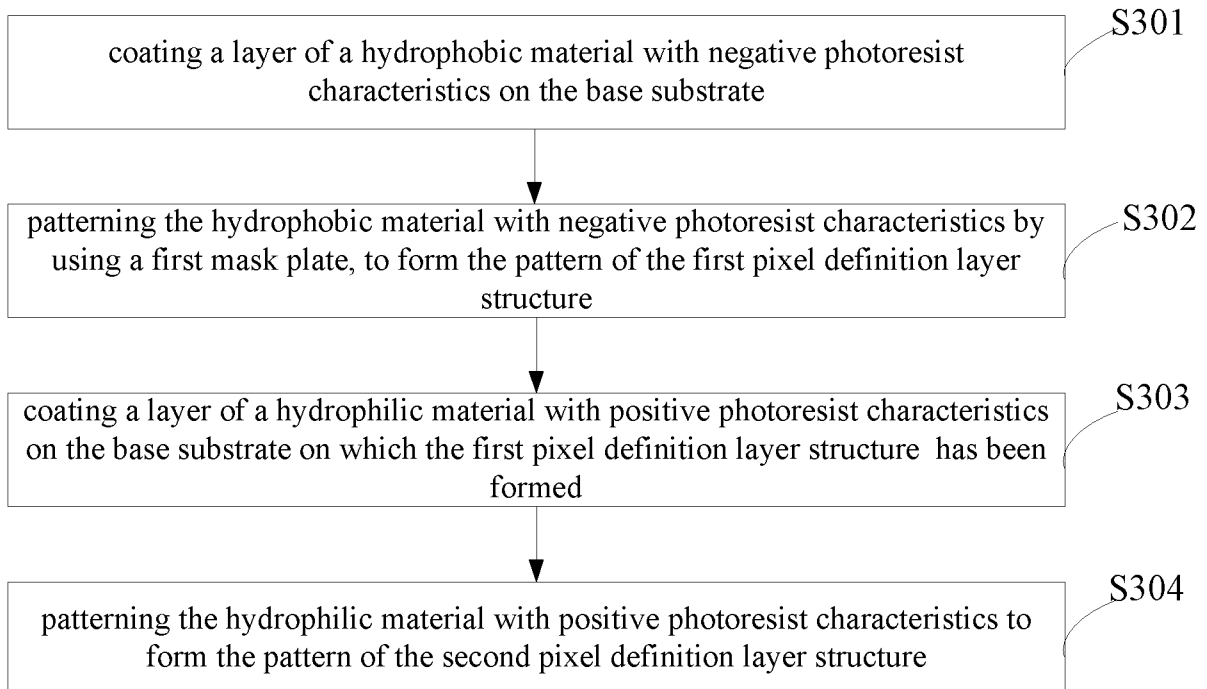 S301
coating a layer of a hydrophobic material with negative photoresist
characteristics on the base substrate
S302
patterning the hydrophobic material with negative photoresist characteristics by
using a first mask plate, to form the pattern of the first pixel definition layer
structure
S303
coating a layer of a hydrophilic material with positive photoresist characteristics
on the base substrate on which the first pixel definition layer structure has been
formed
S304
patterning the hydrophilic material with positive photoresist characteristics to
form the pattern of the second pixel definition layer structure